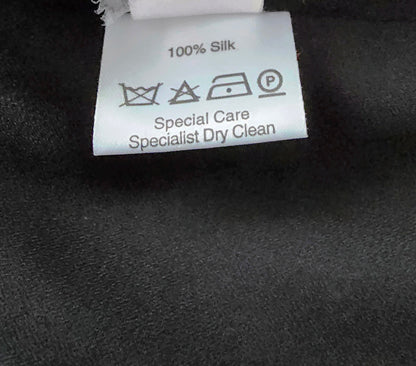 100% Silk
P
Special Care
Specialist Dry Clean